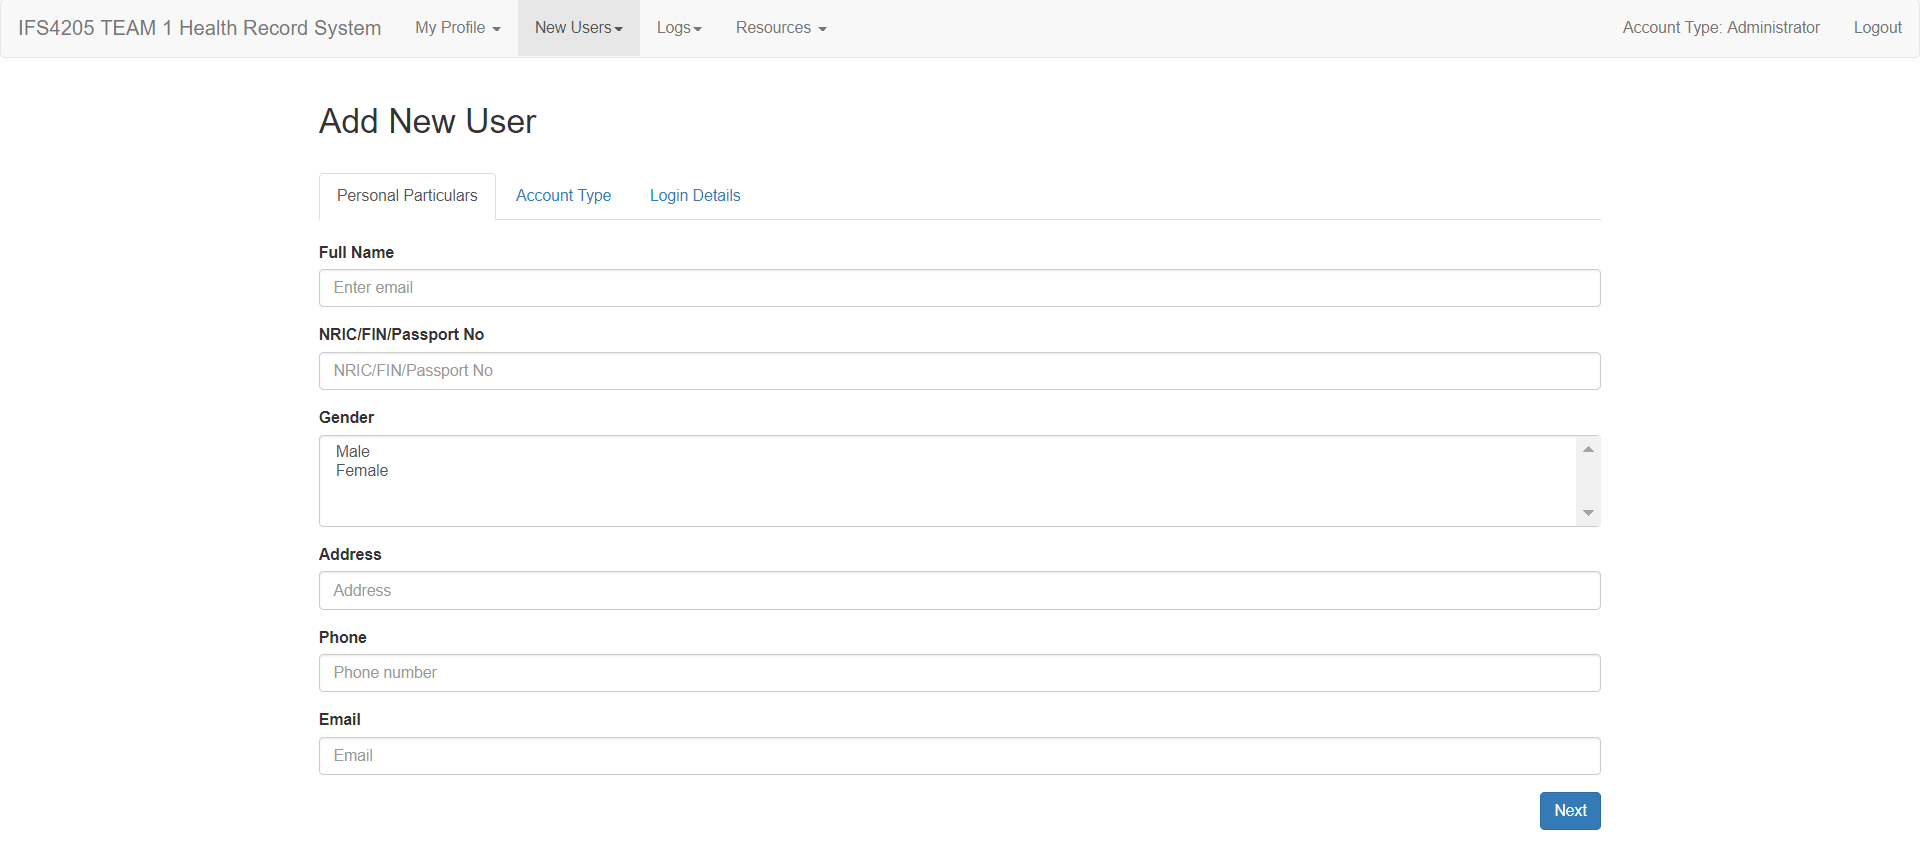 IFS4205 TEAM 1 Health Record System My Profile New Users Logs Resources Account Type: Administrator Logout
Add New User
Personal Particulars Account Type Login Details
Full Name
Enter email
NRIC/FIN/Passport No
NRIC/FIN/Passport No
Gender
Male
Female
Address
Address
Phone
Phone number
Email
Email
Next